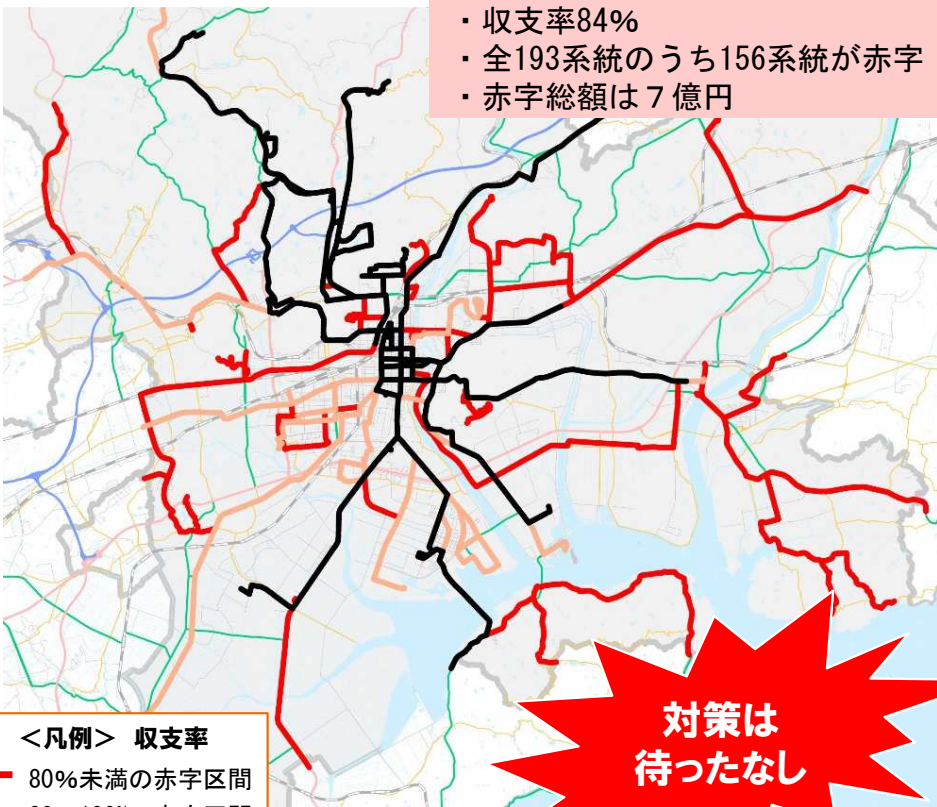 ・収支率84%
・全193系統のうち156系統が赤字
・赤字総額は７億円
対策は
待ったなし
<凡例> 収支率
80%未満の赤字区間